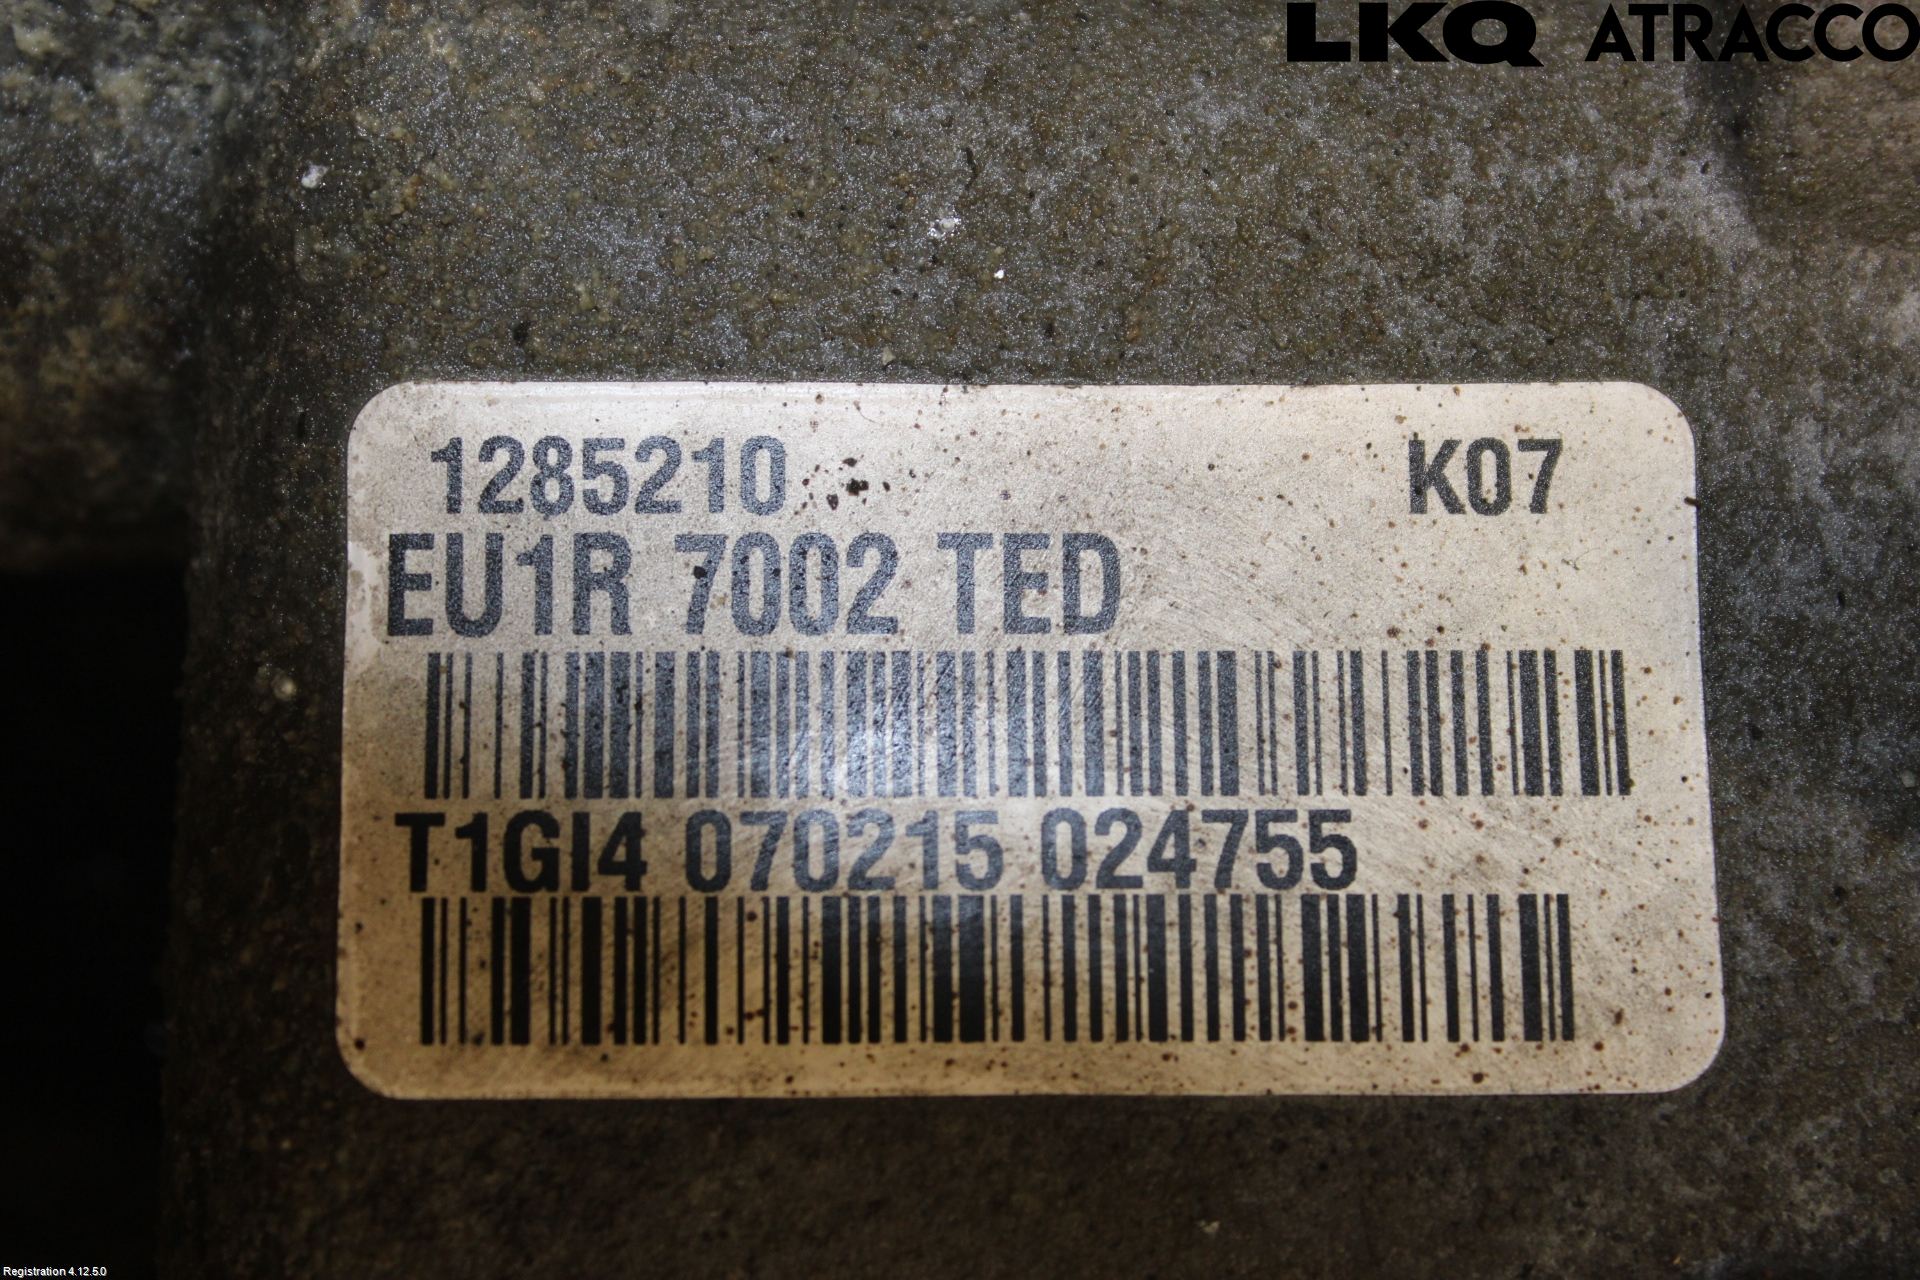 LKQ ATRACCO
1285210 K07
EU1R 7002 TED
T1GI4 070215 024755
Registration 4.12.5.0